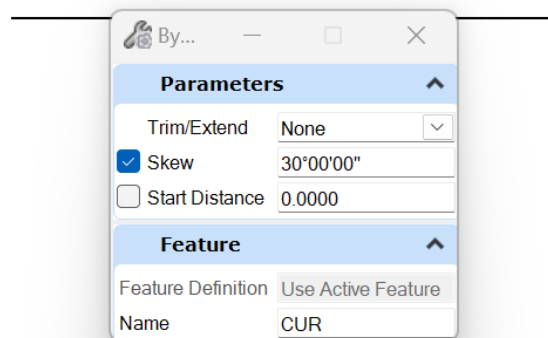 By...
Parameters
Trim/Extend None
Skew 30°00'00"
Start Distance 0.0000
Feature
Feature Definition Use Active Feature
Name CUR